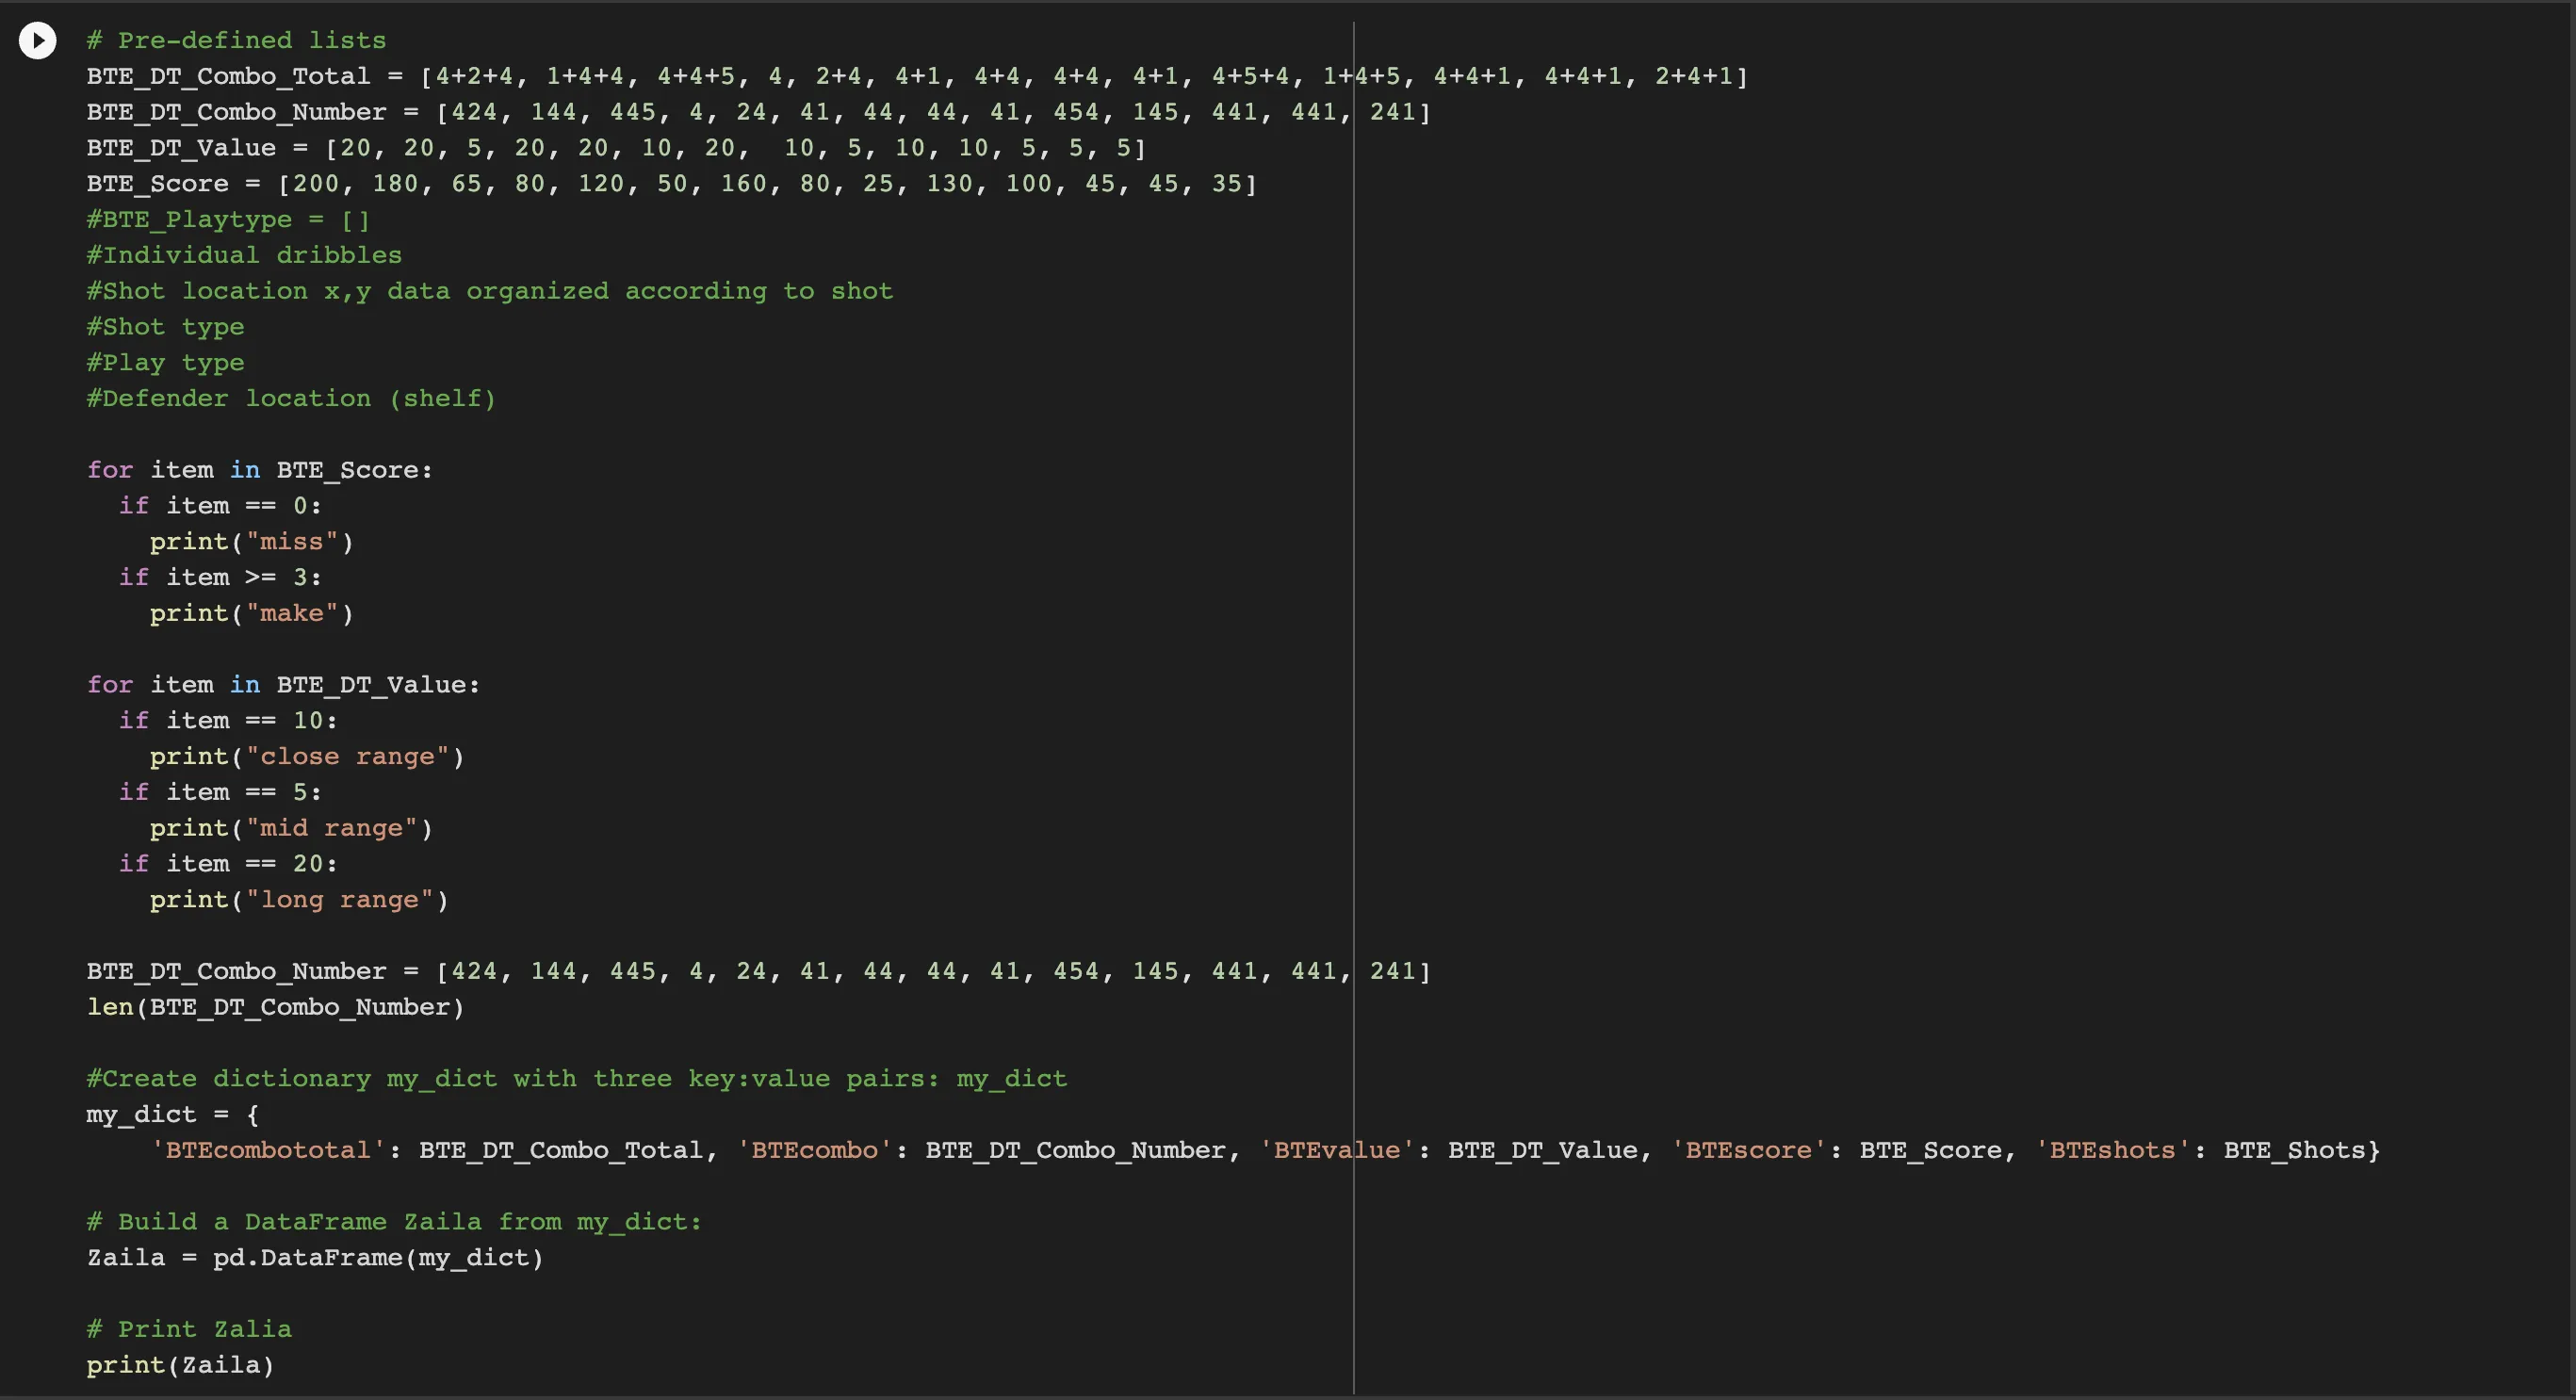 # Pre-defined lists
BTE_DT_Combo_Total = [4+2+4, 1+4+4, 4+4+5, 4, 2+4, 4+1, 4+4, 4+4, 4+1, 4+5+4, 1+4+5, 4+4+1, 4+4+1, 2+4+1]
BTE_DT_Combo_Number = [424, 144, 445, 4, 24, 41, 44, 44, 41, 454, 145, 441, 441, 241]
BTE_DT_Value = [20, 20, 5, 20, 20, 10, 20,  10, 5, 10, 10, 5, 5, 5]
BTE_Score = [200, 180, 65, 80, 120, 50, 160, 80, 25, 130, 100, 45, 45, 35]
#BTE_Playtype = []
#Individual dribbles
#Shot location x,y data organized according to shot
#Shot type
#Play type
#Defender location (shelf)
for item in BTE_Score:
  if item == 0:
    print("miss")
  if item >= 3:
    print("make")
for item in BTE_DT_Value:
  if item == 10:
    print("close range")
  if item == 5:
    print("mid range")
  if item == 20:
    print("long range")
BTE_DT_Combo_Number = [424, 144, 445, 4, 24, 41, 44, 44, 41, 454, 145, 441, 441, 241]
len(BTE_DT_Combo_Number)
#Create dictionary my_dict with three key:value pairs: my_dict
my_dict = {
    'BTEcombototal': BTE_DT_Combo_Total, 'BTEcombo': BTE_DT_Combo_Number, 'BTEvalue': BTE_DT_Value, 'BTEscore': BTE_Score, 'BTEshots': BTE_Shots}
# Build a DataFrame Zaila from my_dict:
Zaila = pd.DataFrame(my_dict)
# Print Zalia
print(Zaila)